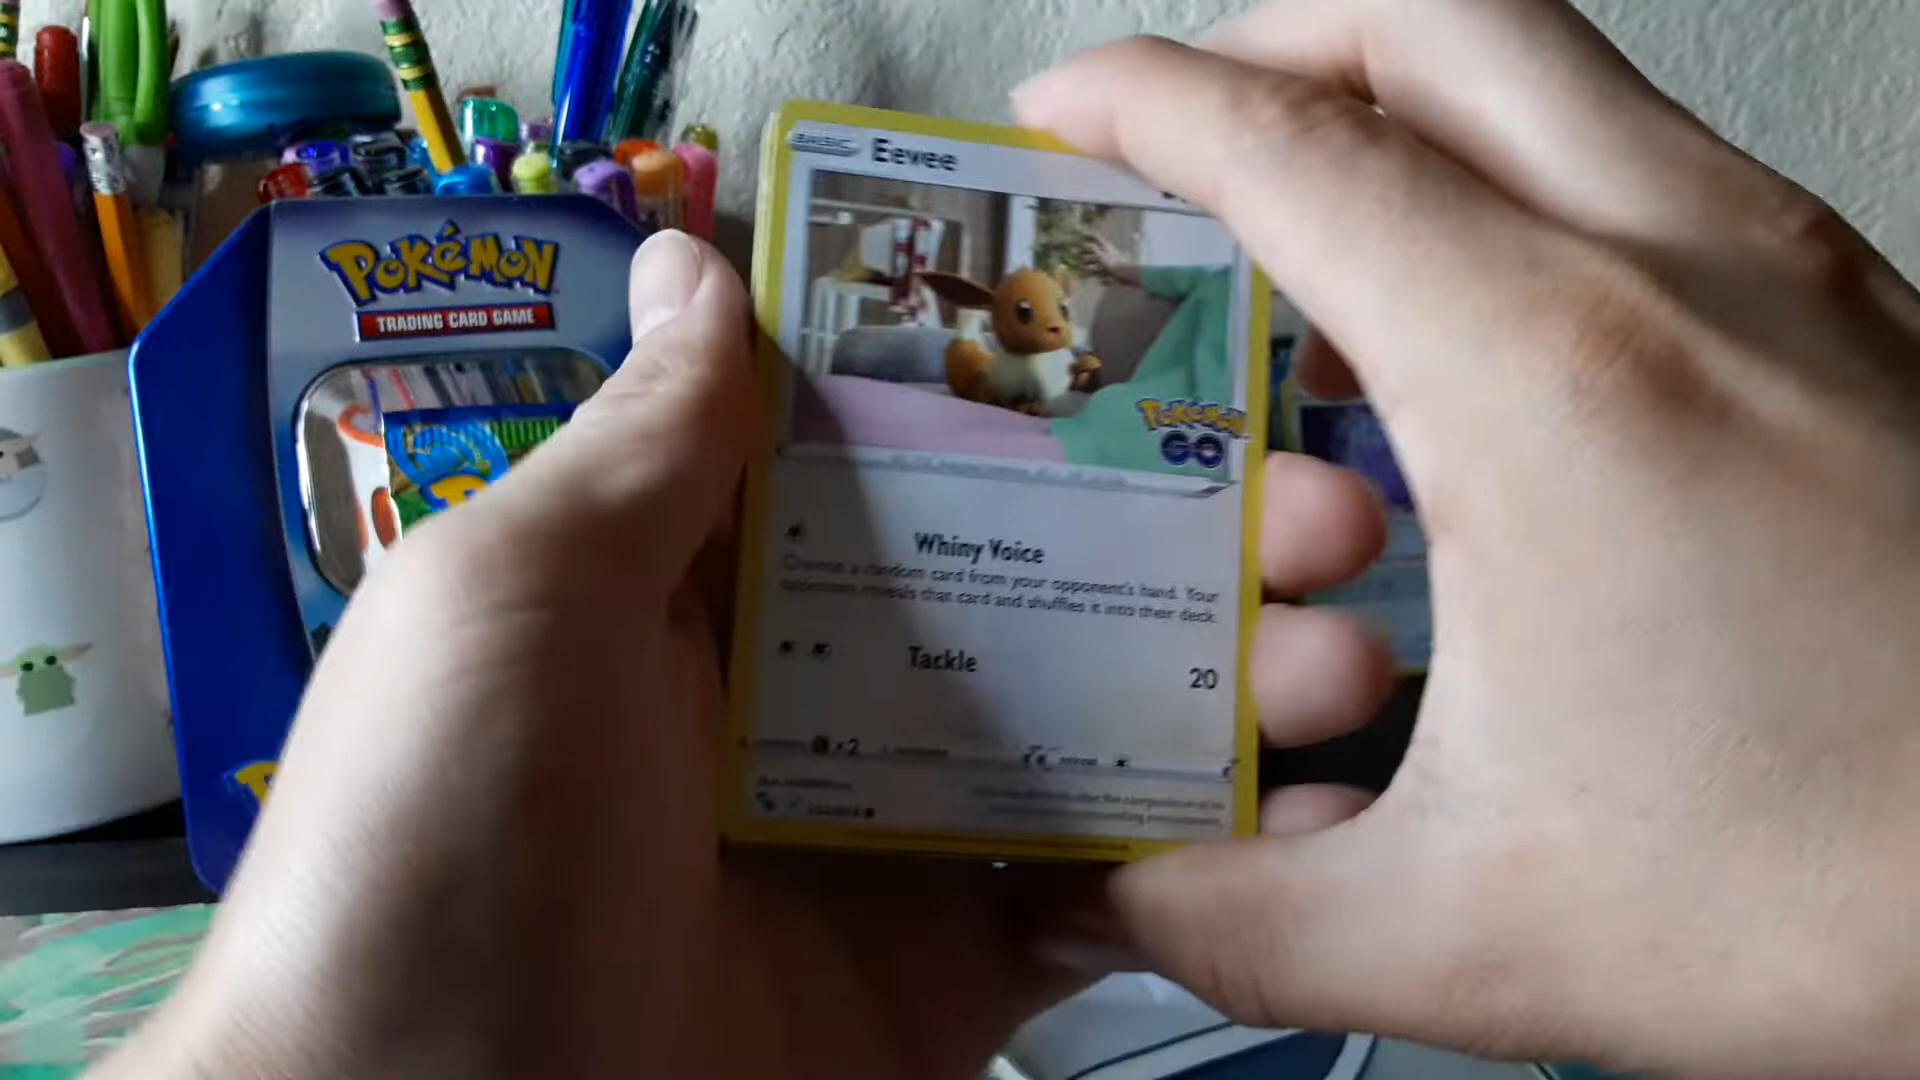 POKéMON
TRADING CARD GAME
BASIC Eevee
Pokémon
GO
Whiny Voice
Choose a random card from your opponent's hand. Your
opponent reveals that card and shuffles it into their deck.
Tackle 20
×2